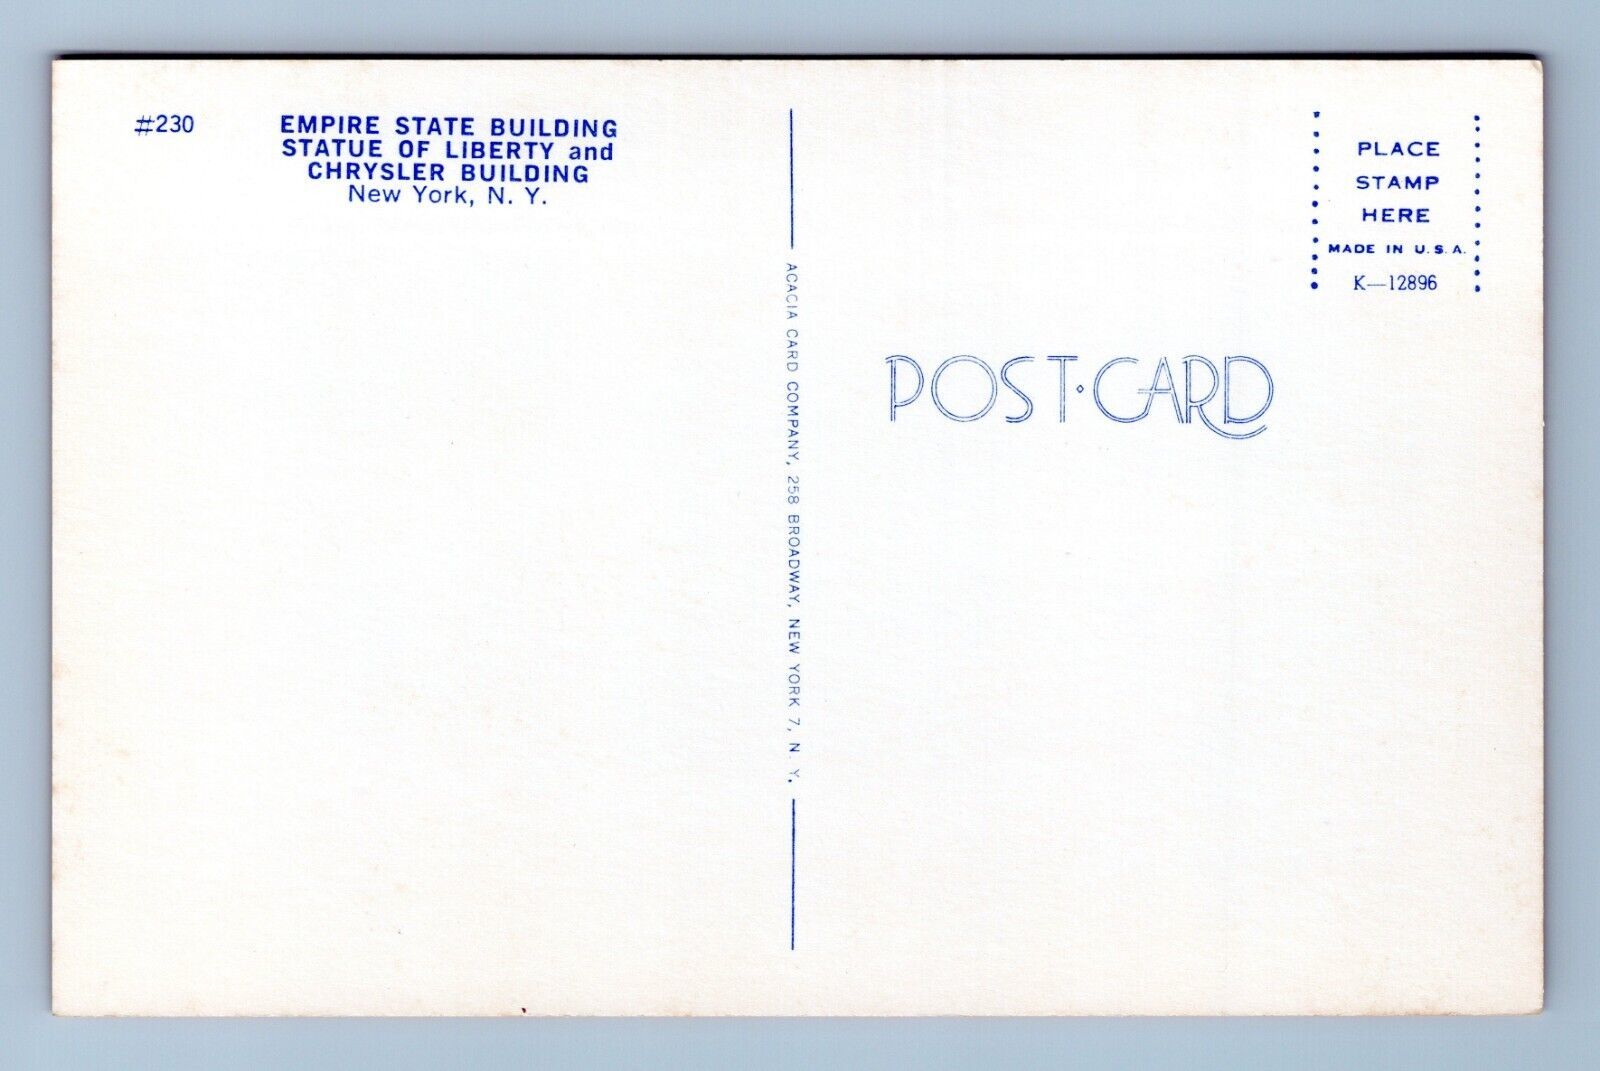 #230
EMPIRE STATE BUILDING
STATUE OF LIBERTY and
CHRYSLER BUILDING
New York, N. Y.
ACACIA CARD COMPANY, 258 BROADWAY, NEW YORK 7, N. Y.
PLACE
STAMP
HERE
MADE IN U.S.A.
K—12896
POST·CARD